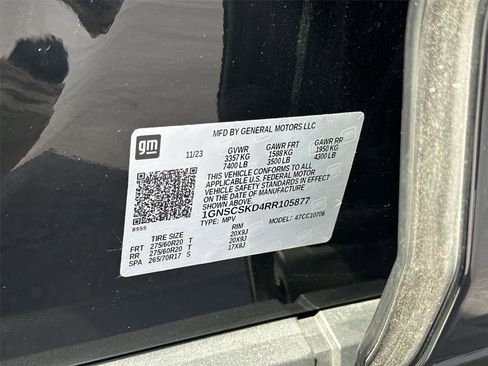 gm
MFD BY GENERAL MOTORS LLC
11/23 GVWR GAWR FRT GAWR RR
3357 KG 1588 KG 1950 KG
7400 LB 3500 LB 4300 LB
THIS VEHICLE CONFORMS TO ALL
APPLICABLE U.S. FEDERAL MOTOR
VEHICLE SAFETY STANDARDS IN EFFECT
ON THE DATE OF MANUFACTURE
1GNSCSKD4RR105877
TYPE: MPV MODEL: 47CC10706
8555
TIRE SIZE RIM
FRT 275/60R20 T 20X9J
RR 275/60R20 T 20X9J
SPA 265/70R17 S 17X8J